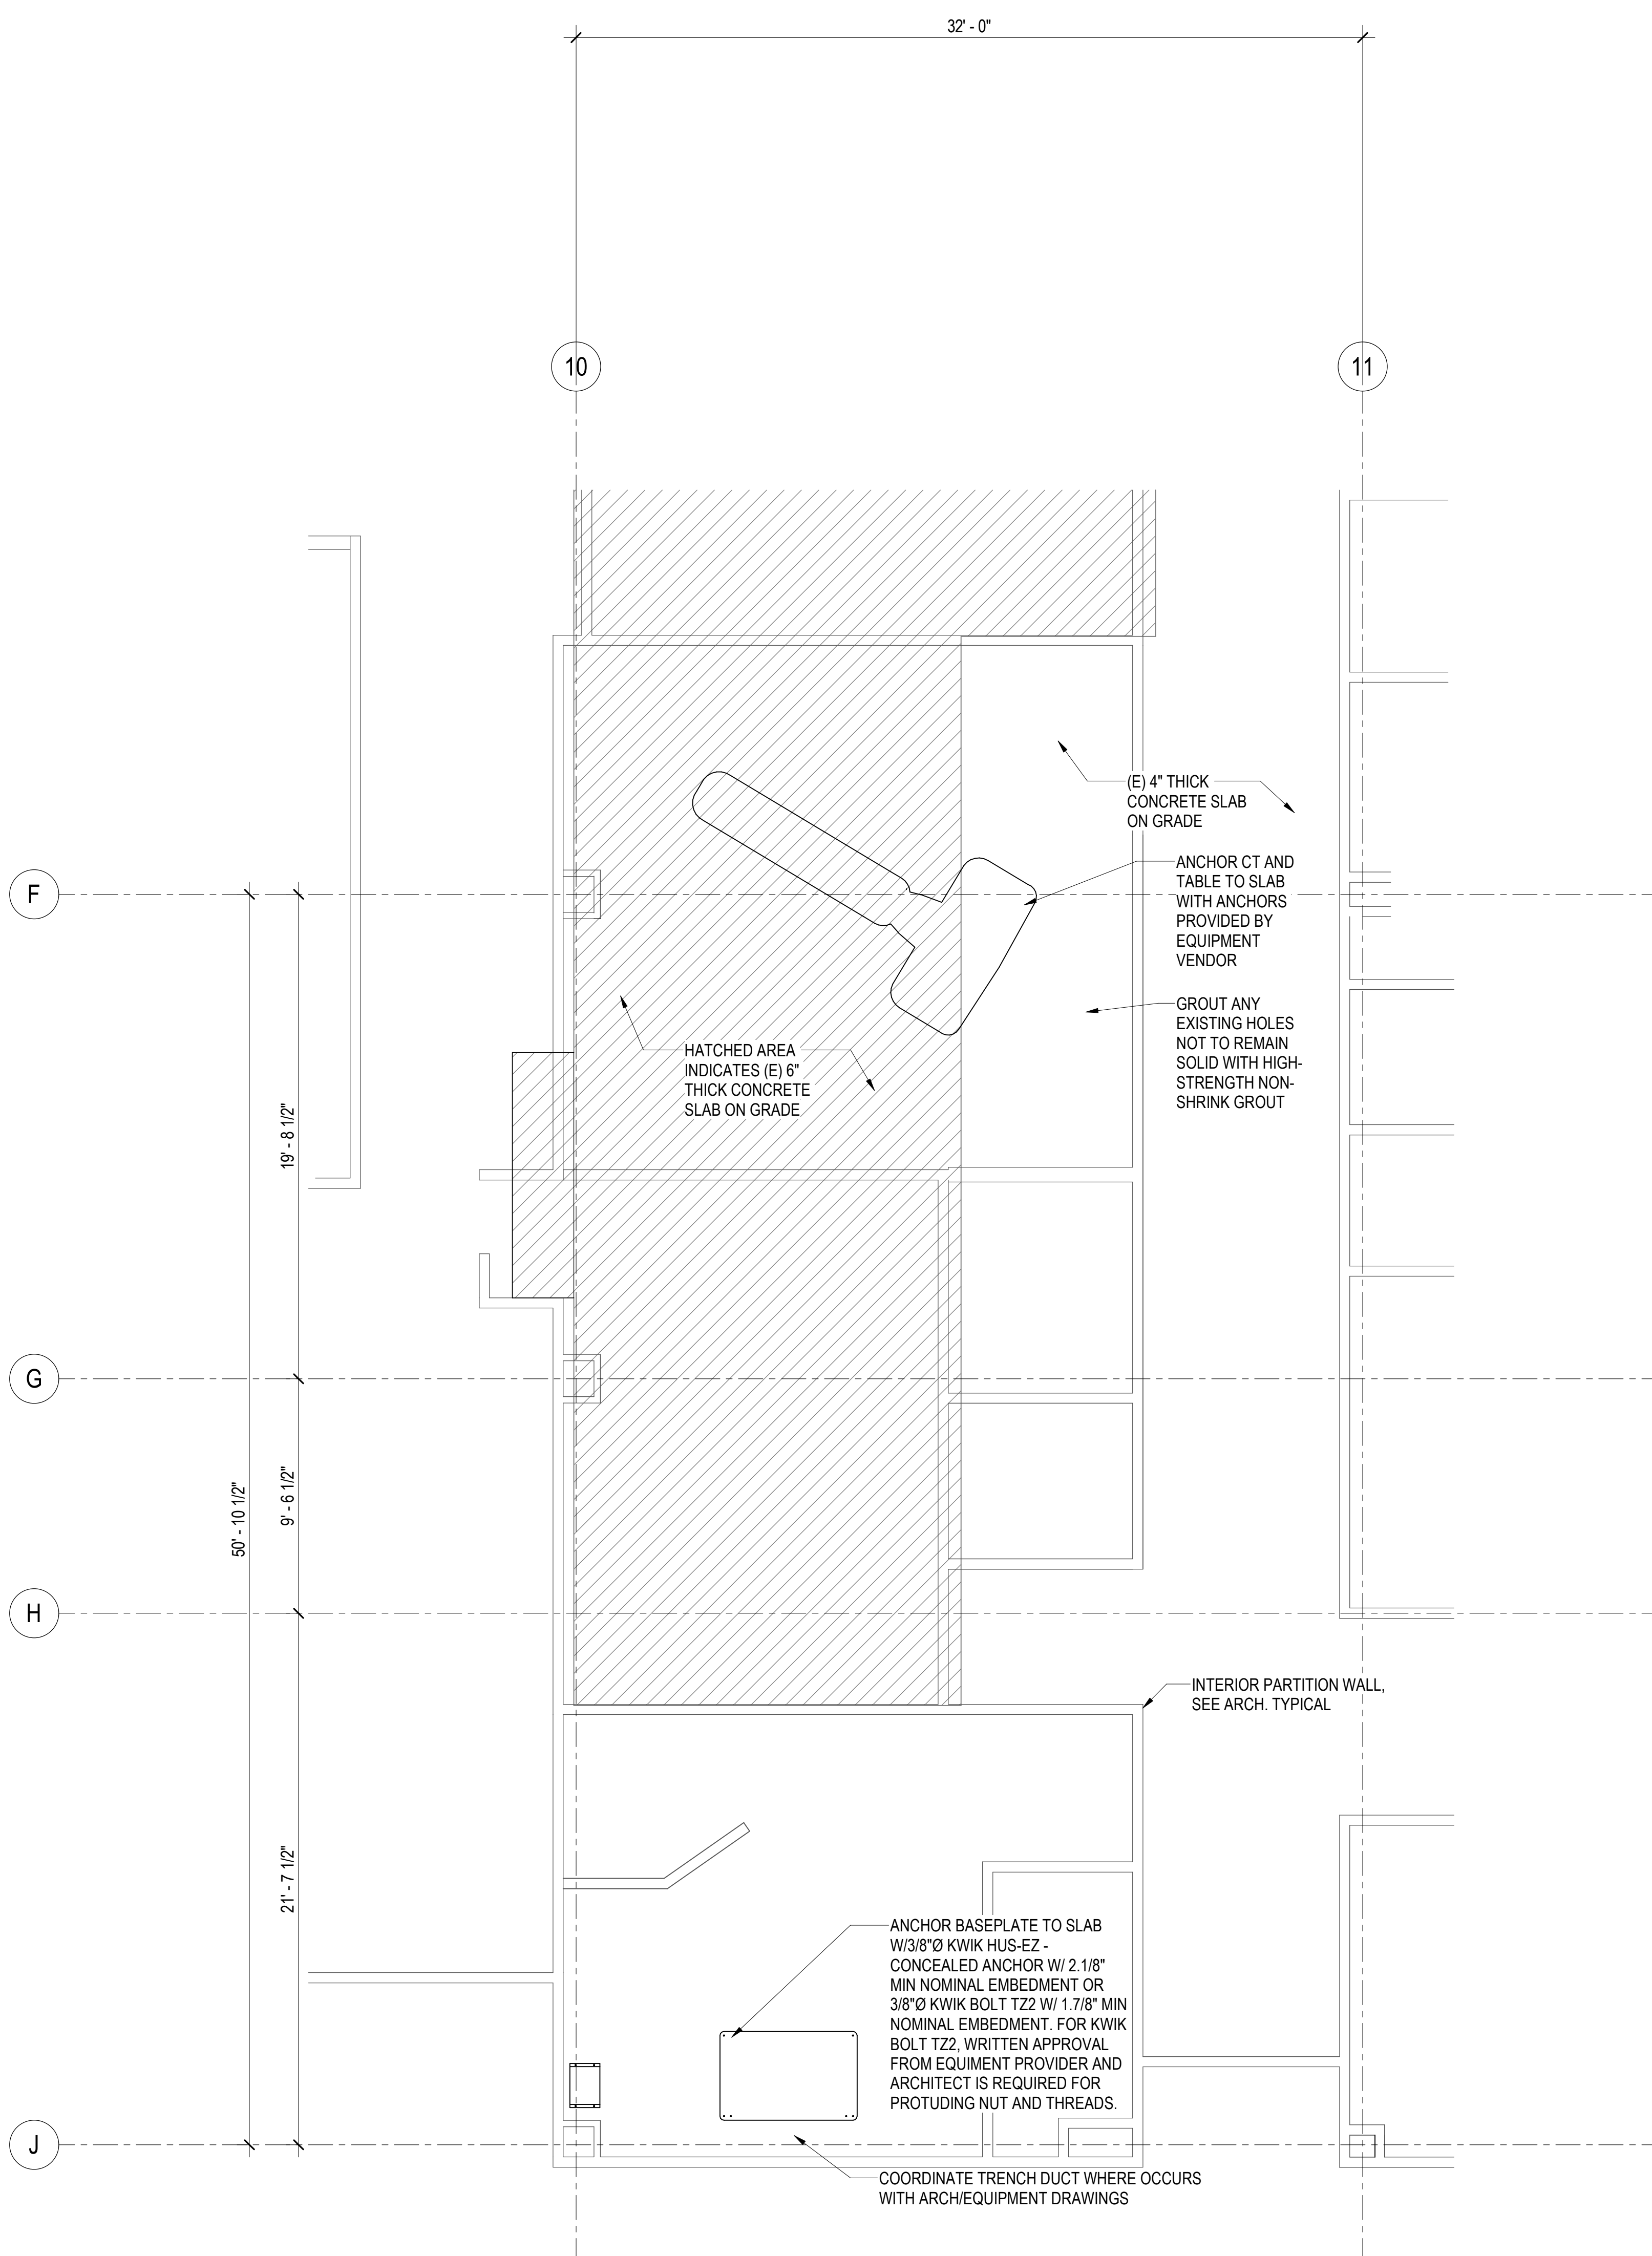 32' - 0"
10
11
(E) 4" THICK
CONCRETE SLAB
ON GRADE
ANCHOR CT AND
TABLE TO SLAB
WITH ANCHORS
PROVIDED BY
EQUIPMENT
VENDOR
F
GROUT ANY
EXISTING HOLES
NOT TO REMAIN
SOLID WITH HIGH-
STRENGTH NON-
SHRINK GROUT
HATCHED AREA
INDICATES (E) 6"
THICK CONCRETE
SLAB ON GRADE
19' - 8 1/2"
G
50' - 10 1/2"
9' - 6 1/2"
H
INTERIOR PARTITION WALL,
SEE ARCH. TYPICAL
21' - 7 1/2"
ANCHOR BASEPLATE TO SLAB
W/3/8"Ø KWIK HUS-EZ -
CONCEALED ANCHOR W/ 2.1/8"
MIN NOMINAL EMBEDMENT OR
3/8"Ø KWIK BOLT TZ2 W/ 1.7/8" MIN
NOMINAL EMBEDMENT. FOR KWIK
BOLT TZ2, WRITTEN APPROVAL
FROM EQUIMENT PROVIDER AND
ARCHITECT IS REQUIRED FOR
PROTUDING NUT AND THREADS.
J
COORDINATE TRENCH DUCT WHERE OCCURS
WITH ARCH/EQUIPMENT DRAWINGS